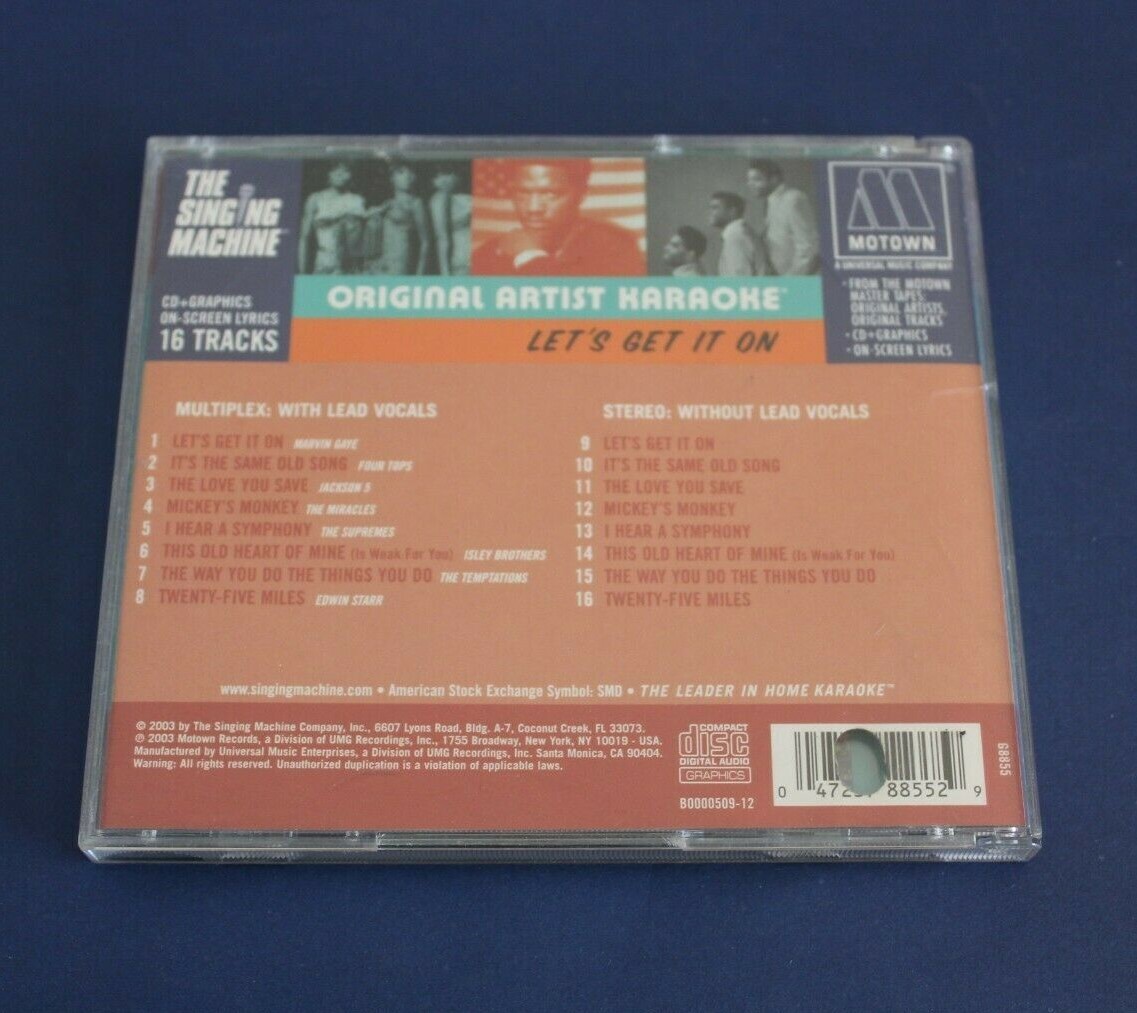 THE
SINGING
MACHINE
CD+GRAPHICS
ON-SCREEN LYRICS
16 TRACKS
ORIGINAL ARTIST KARAOKE™
LET'S GET IT ON
MOTOWN
A UNIVERSAL MUSIC COMPANY
• FROM THE MOTOWN
MASTER TAPES:
ORIGINAL ARTISTS,
ORIGINAL TRACKS
• CD+GRAPHICS
• ON-SCREEN LYRICS
MULTIPLEX: WITH LEAD VOCALS
1 LET'S GET IT ON MARVIN GAYE
2 IT'S THE SAME OLD SONG FOUR TOPS
3 THE LOVE YOU SAVE JACKSON 5
4 MICKEY'S MONKEY THE MIRACLES
5 I HEAR A SYMPHONY THE SUPREMES
6 THIS OLD HEART OF MINE (Is Weak For You) ISLEY BROTHERS
7 THE WAY YOU DO THE THINGS YOU DO THE TEMPTATIONS
8 TWENTY-FIVE MILES EDWIN STARR
STEREO: WITHOUT LEAD VOCALS
9 LET'S GET IT ON
10 IT'S THE SAME OLD SONG
11 THE LOVE YOU SAVE
12 MICKEY'S MONKEY
13 I HEAR A SYMPHONY
14 THIS OLD HEART OF MINE (Is Weak For You)
15 THE WAY YOU DO THE THINGS YOU DO
16 TWENTY-FIVE MILES
www.singingmachine.com • American Stock Exchange Symbol: SMD • THE LEADER IN HOME KARAOKE™
© 2003 by The Singing Machine Company, Inc., 6607 Lyons Road, Bldg. A-7, Coconut Creek, FL 33073.
℗ 2003 Motown Records, a Division of UMG Recordings, Inc., 1755 Broadway, New York, NY 10019 - USA.
Manufactured by Universal Music Enterprises, a Division of UMG Recordings, Inc. Santa Monica, CA 90404.
Warning: All rights reserved. Unauthorized duplication is a violation of applicable laws.
COMPACT
disc
DIGITAL AUDIO
GRAPHICS
B0000509-12
0 88552 9
G8855